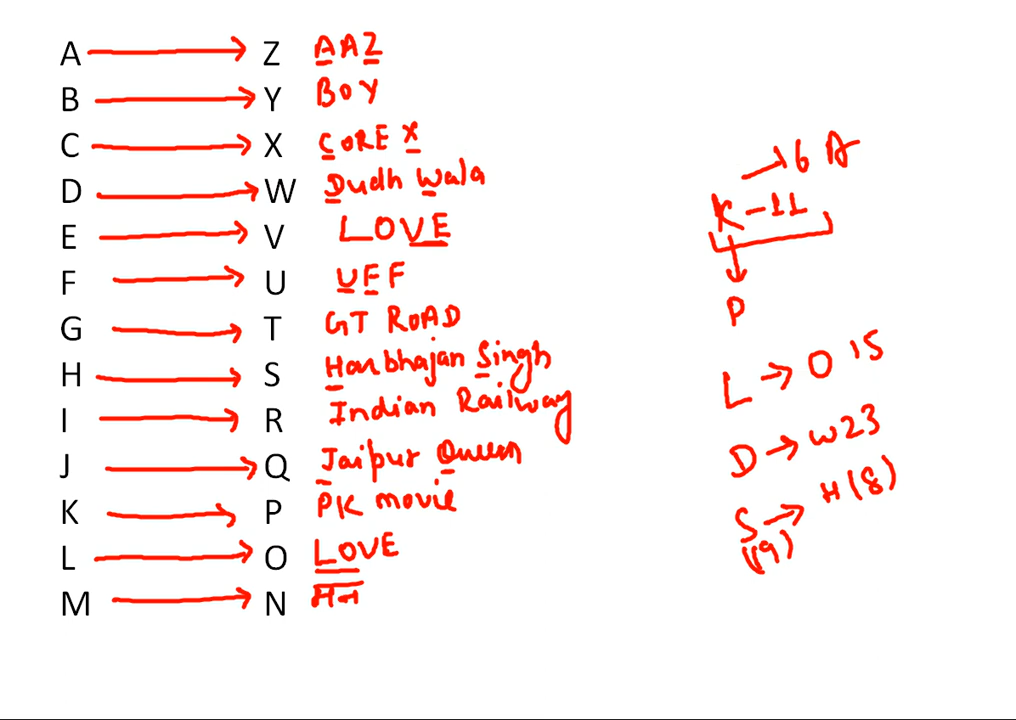 A → Z AAZ
B → Y BOY
C → X CORE X
D → W Dudh Wala
E → V LOVE
F → U UFF
G → T GT ROAD
H → S Harbhajan Singh
I → R Indian Railway
J → Q Jaipur Queen
K → P PK movie
L → O LOVE
M → N मन
→ 16 A
K - 11
↓
P
L → O 15
D → W 23
S → H (8)
(19)